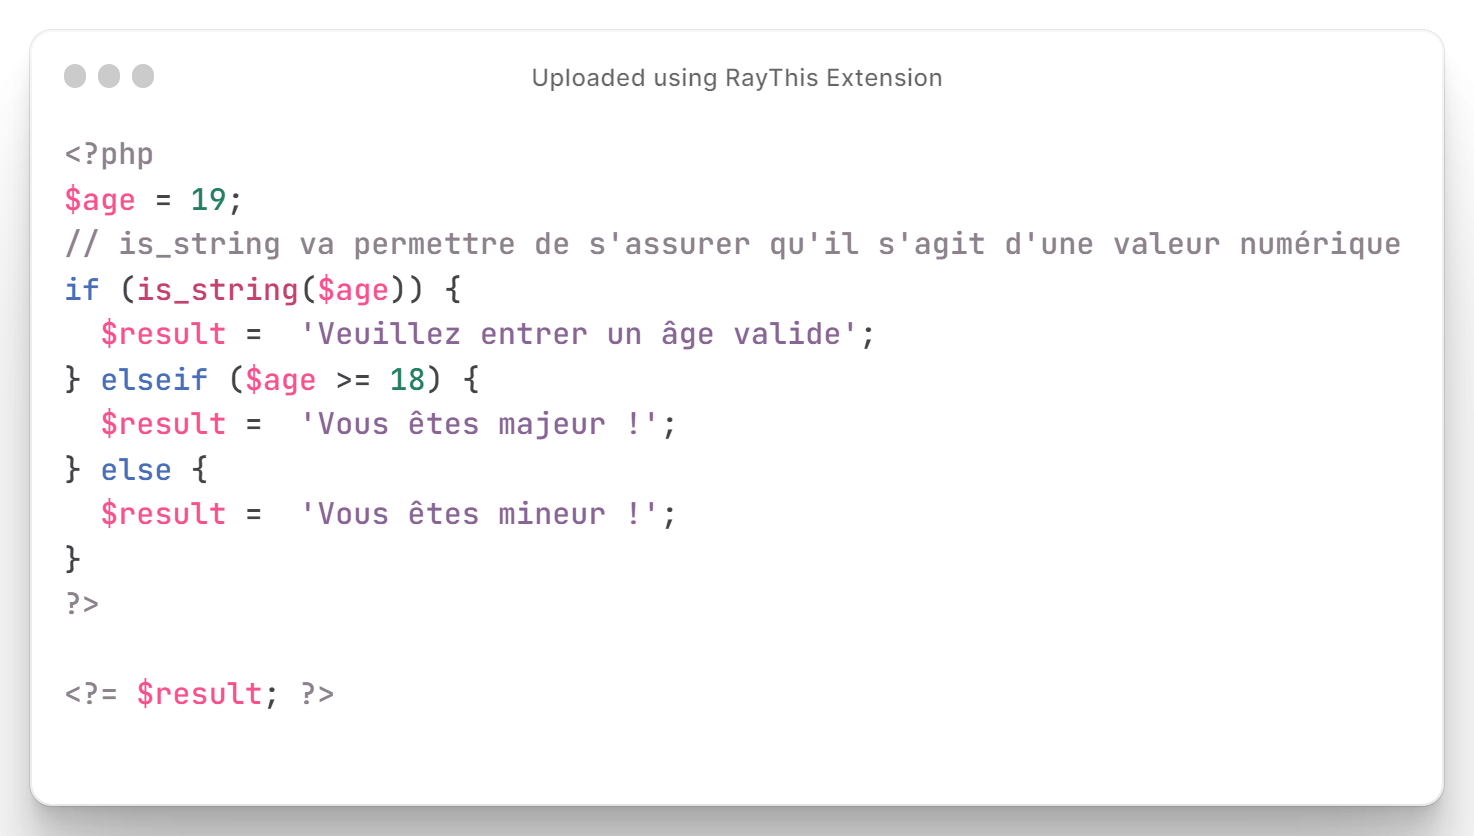 Uploaded using RayThis Extension
<?php
$age = 19;
// is_string va permettre de s'assurer qu'il s'agit d'une valeur numérique
if (is_string($age)) {
  $result =  'Veuillez entrer un âge valide';
} elseif ($age >= 18) {
  $result =  'Vous êtes majeur !';
} else {
  $result =  'Vous êtes mineur !';
}
?>

<?= $result; ?>